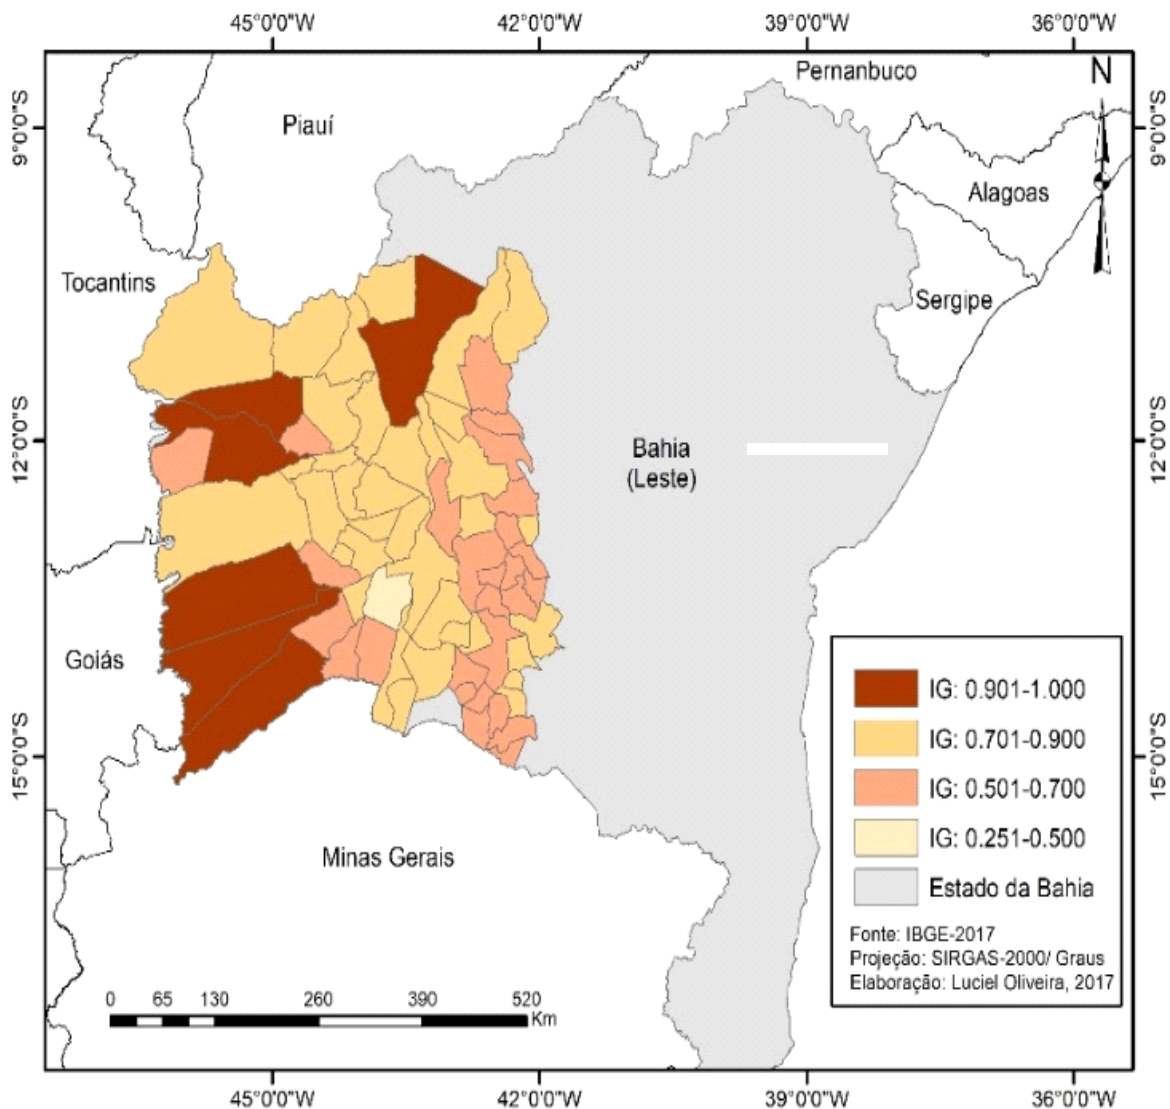 45°0'0"W 42°0'0"W 39°0'0"W 36°0'0"W
Pernambuco
N
9°0'0"S
9°0'0"S
Piauí
Alagoas
Tocantins
Sergipe
12°0'0"S
Bahia
(Leste)
12°0'0"S
Goiás
IG: 0.901-1.000
IG: 0.701-0.900
15°0'0"S
15°0'0"S
IG: 0.501-0.700
IG: 0.251-0.500
Minas Gerais
Estado da Bahia
Fonte: IBGE-2017
Projeção: SIRGAS-2000/ Graus
Elaboração: Luciel Oliveira, 2017
0 65 130 260 390 520
Km
45°0'0"W 42°0'0"W 39°0'0"W 36°0'0"W